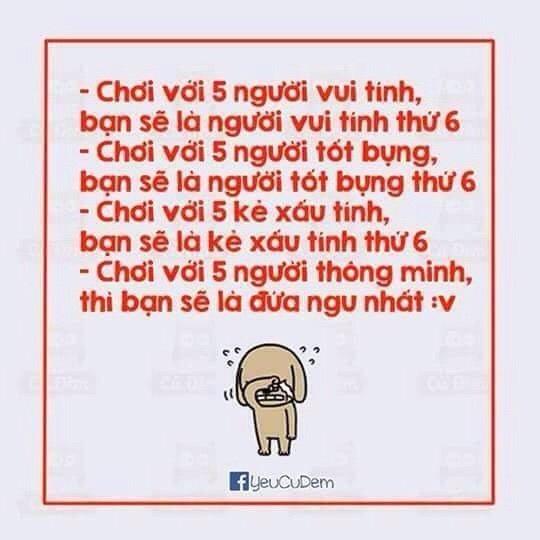 - Chơi với 5 người vui tính,
bạn sẽ là người vui tính thứ 6
- Chơi với 5 người tốt bụng,
bạn sẽ là người tốt bụng thứ 6
- Chơi với 5 kẻ xấu tính,
bạn sẽ là kẻ xấu tính thứ 6
- Chơi với 5 người thông minh,
thì bạn sẽ là đứa ngu nhất :v
f YeuCuDem